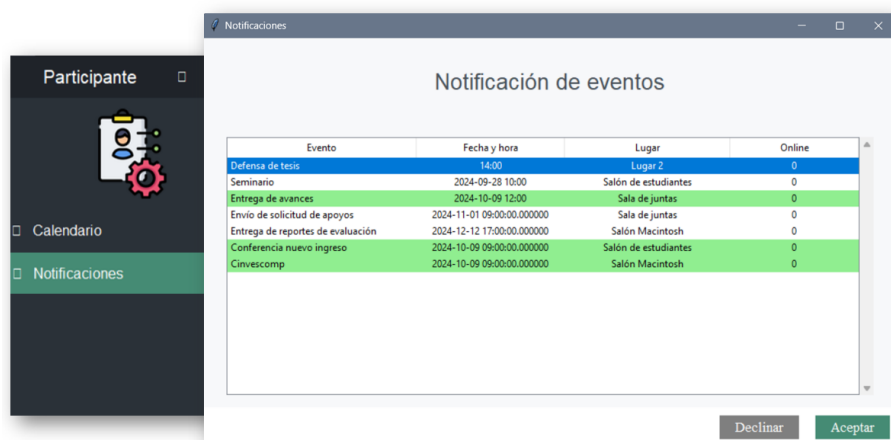 Notificaciones
Participante
Calendario
Notificaciones
Notificación de eventos
Evento Fecha y hora Lugar Online
Defensa de tesis 14:00 Lugar 2 0
Seminario 2024-09-28 10:00 Salón de estudiantes 0
Entrega de avances 2024-10-09 12:00 Sala de juntas 0
Envío de solicitud de apoyos 2024-11-01 09:00:00.000000 Sala de juntas 0
Entrega de reportes de evaluación 2024-12-12 17:00:00.000000 Salón Macintosh 0
Conferencia nuevo ingreso 2024-10-09 09:00:00.000000 Salón de estudiantes 0
Cinvescomp 2024-10-09 09:00:00.000000 Salón Macintosh 0
Declinar Aceptar